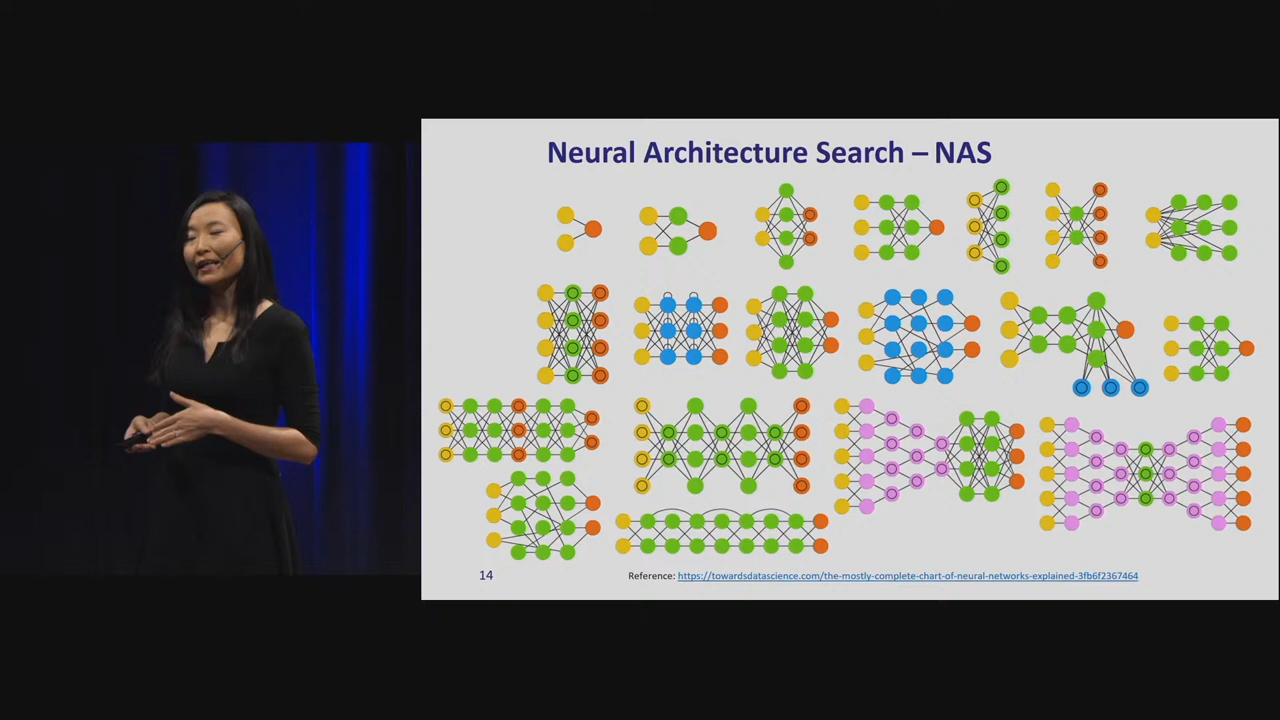 Neural Architecture Search – NAS
14
Reference: https://towardsdatascience.com/the-mostly-complete-chart-of-neural-networks-explained-3fb6f2367464